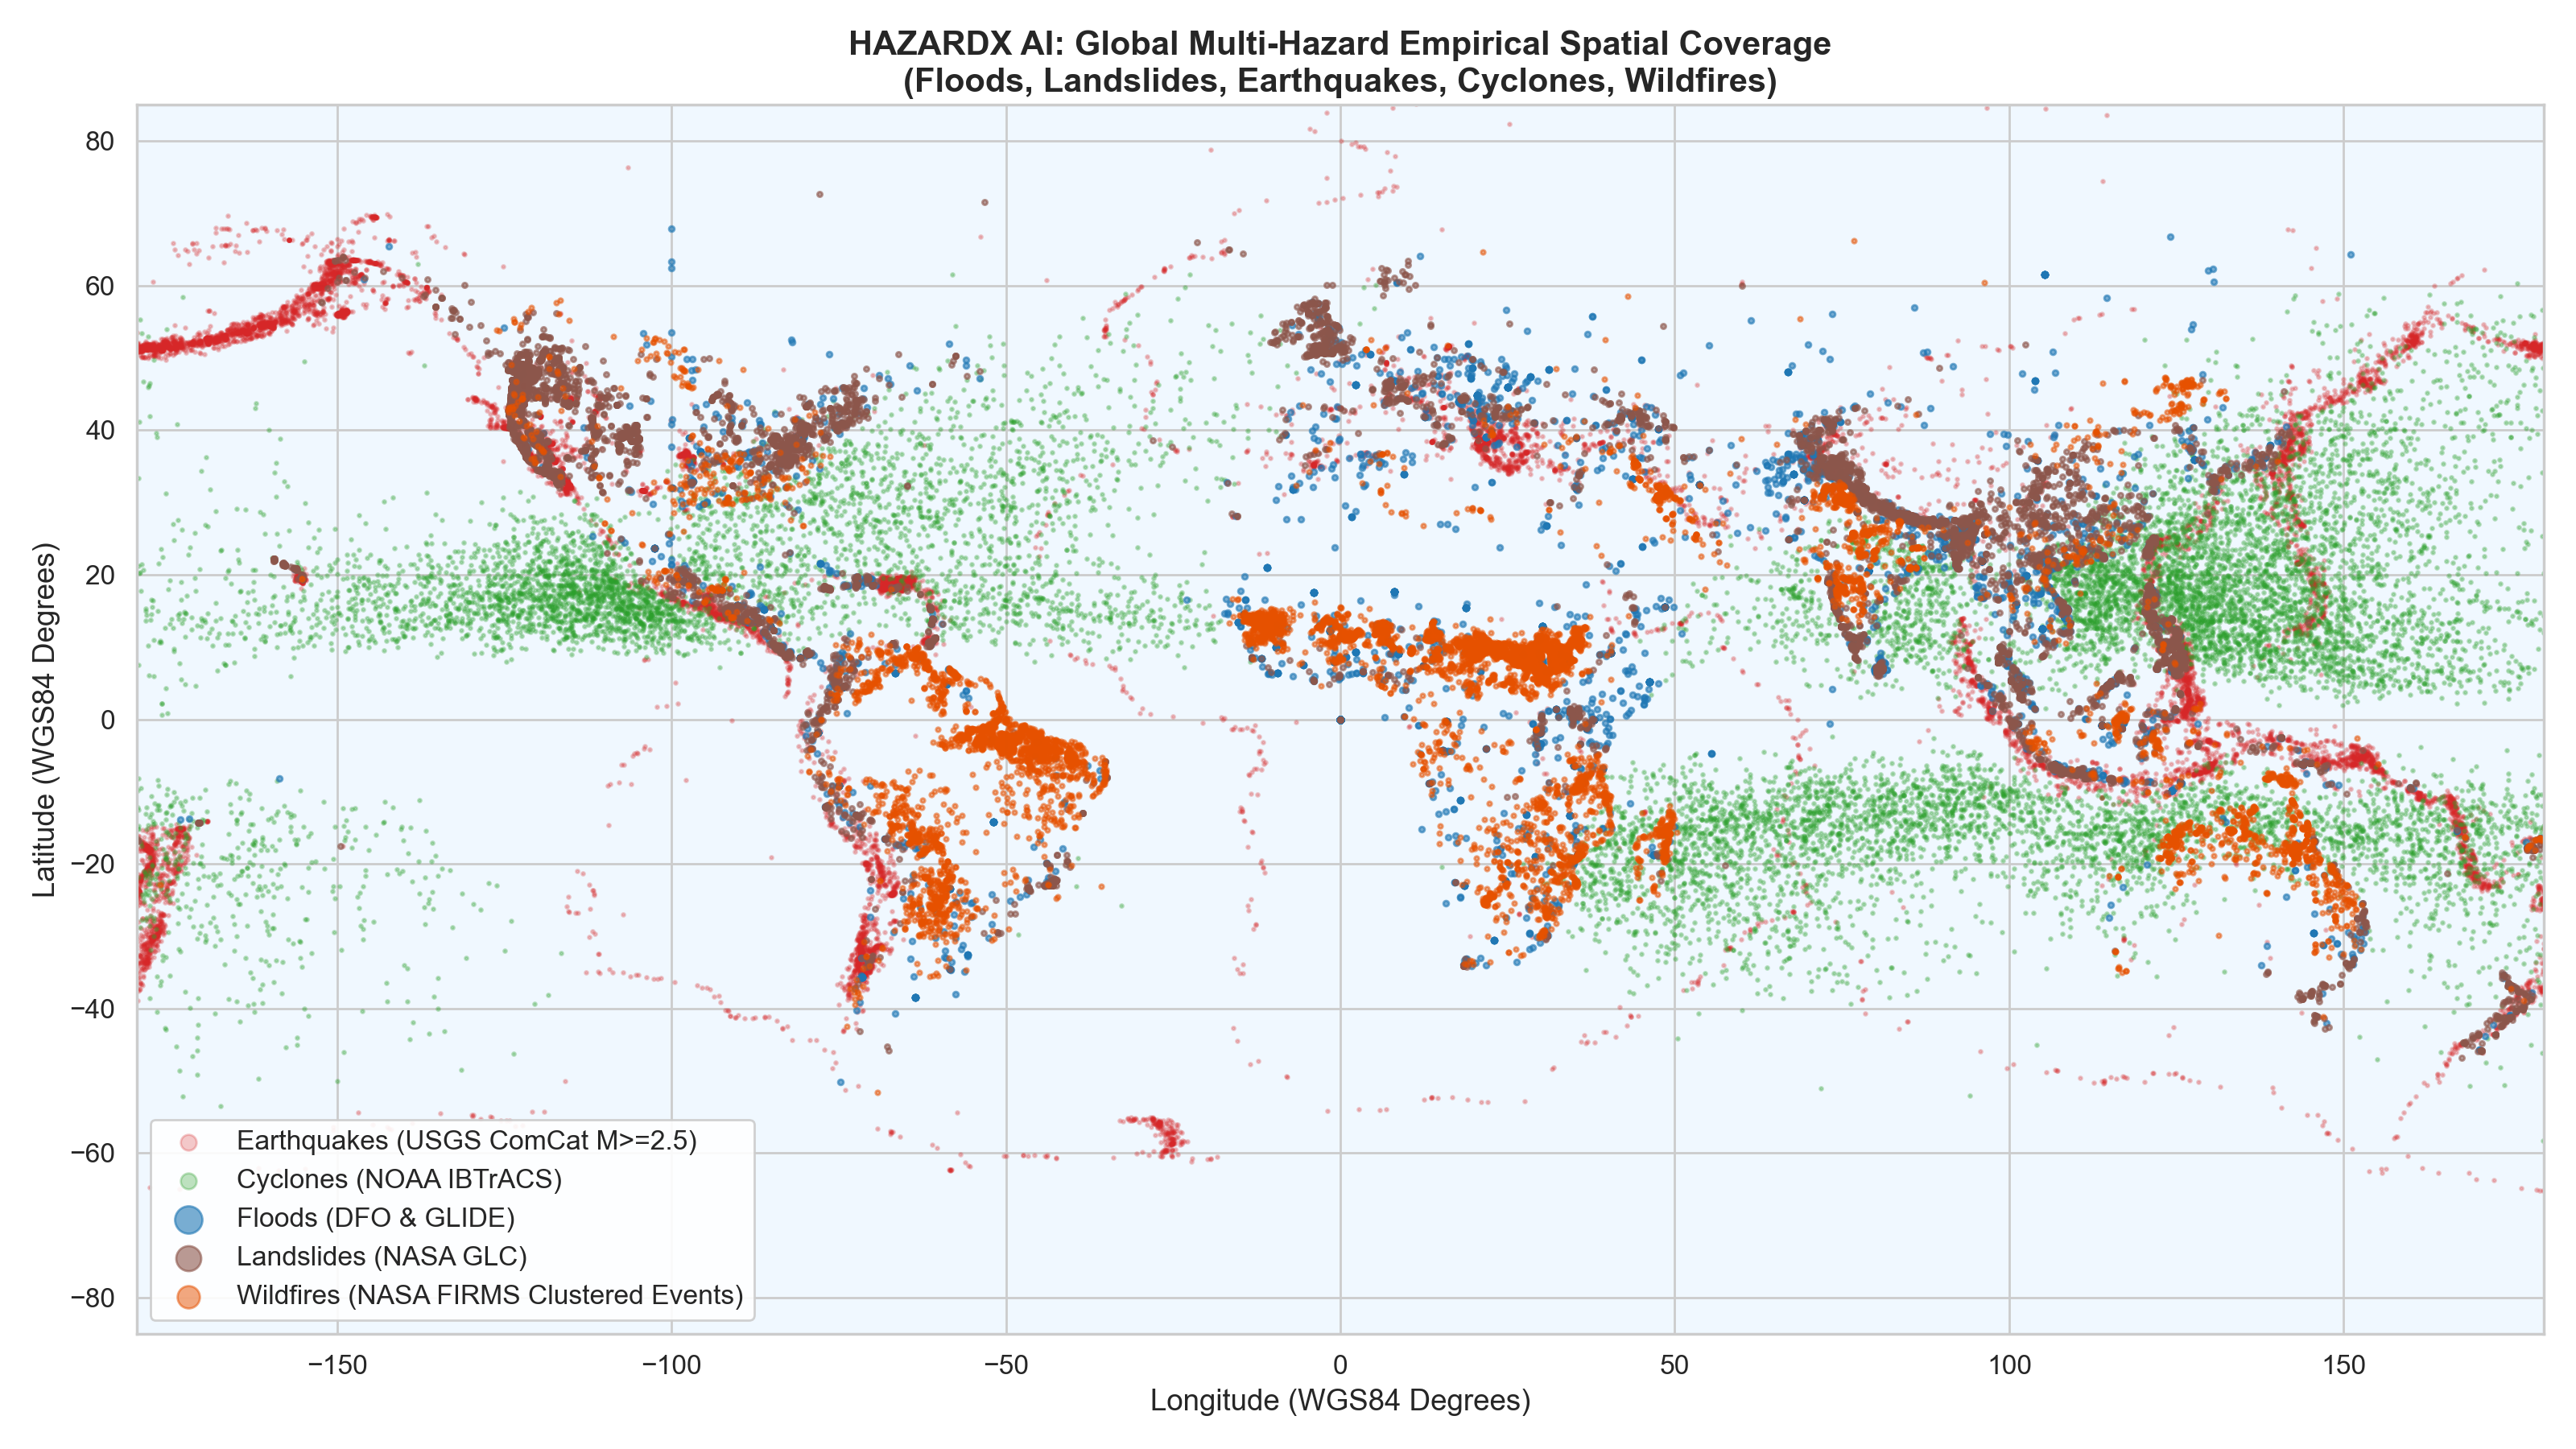 HAZARDX AI: Global Multi-Hazard Empirical Spatial Coverage
(Floods, Landslides, Earthquakes, Cyclones, Wildfires)
80
60
40
20
0
−20
−40
−60
−80
Latitude (WGS84 Degrees)
Earthquakes (USGS ComCat M>=2.5)
Cyclones (NOAA IBTrACS)
Floods (DFO & GLIDE)
Landslides (NASA GLC)
Wildfires (NASA FIRMS Clustered Events)
−150 −100 −50 0 50 100 150
Longitude (WGS84 Degrees)